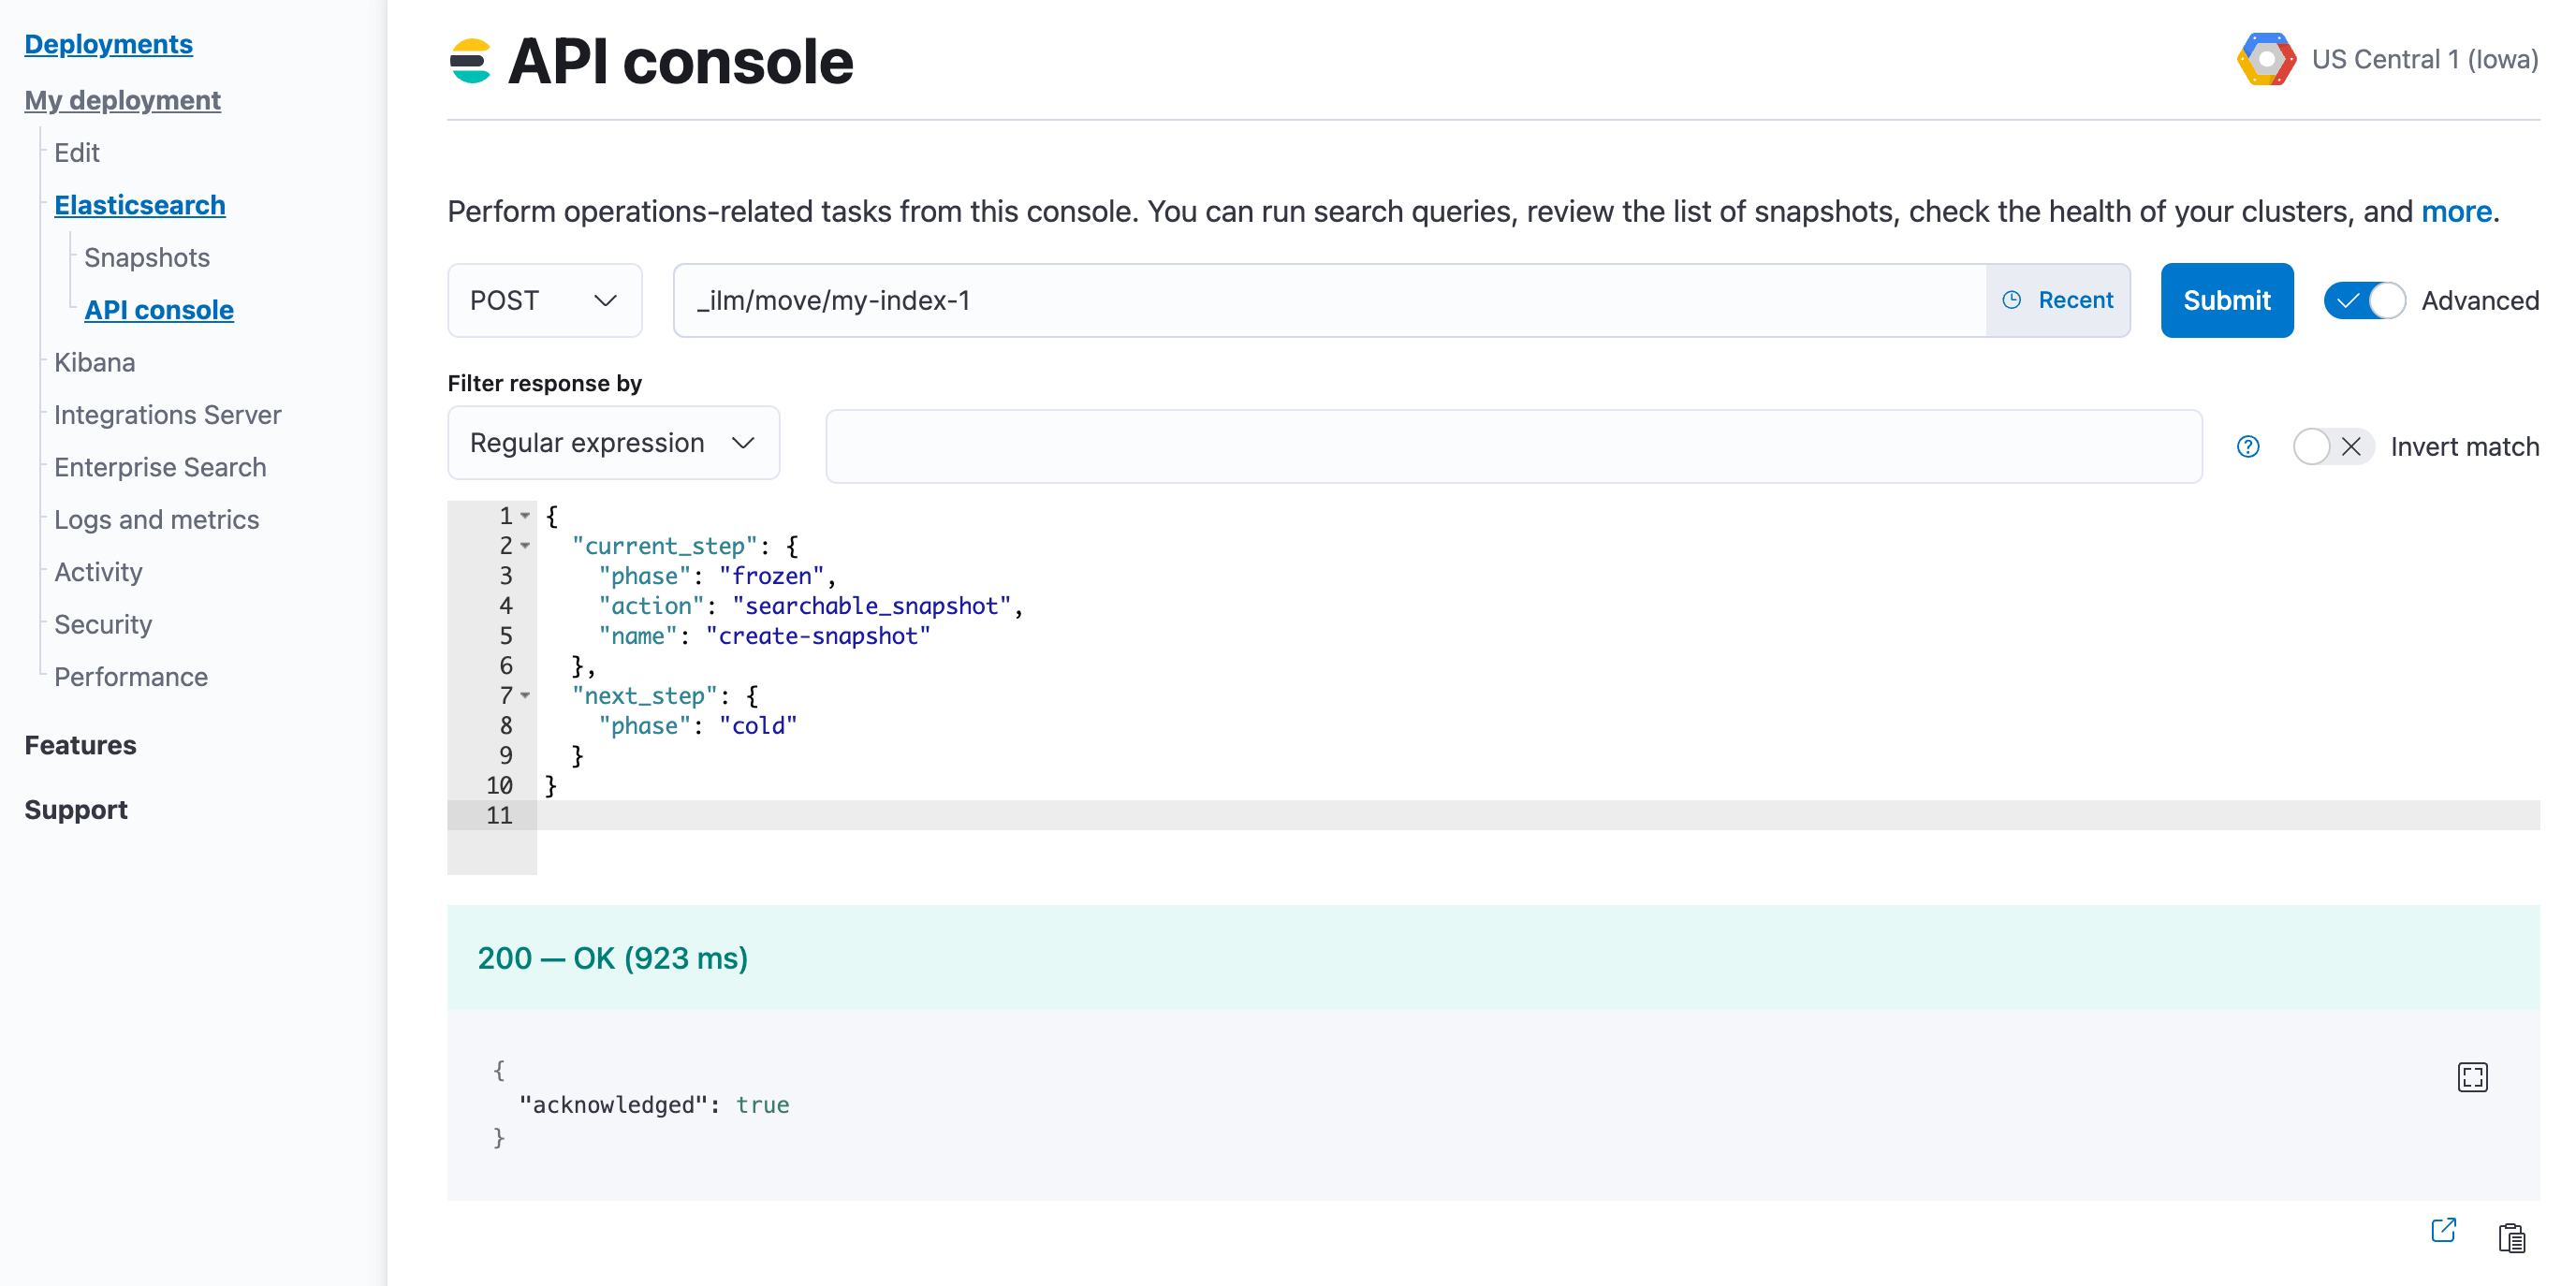 Deployments
My deployment
Edit
Elasticsearch
Snapshots
API console
Kibana
Integrations Server
Enterprise Search
Logs and metrics
Activity
Security
Performance
Features
Support
API console
US Central 1 (Iowa)
Perform operations-related tasks from this console. You can run search queries, review the list of snapshots, check the health of your clusters, and more.
POST
_ilm/move/my-index-1
Recent
Submit
Advanced
Filter response by
Regular expression
Invert match
1 {
2   "current_step": {
3     "phase": "frozen",
4     "action": "searchable_snapshot",
5     "name": "create-snapshot"
6   },
7   "next_step": {
8     "phase": "cold"
9   }
10 }
11
200 — OK (923 ms)
{
  "acknowledged": true
}